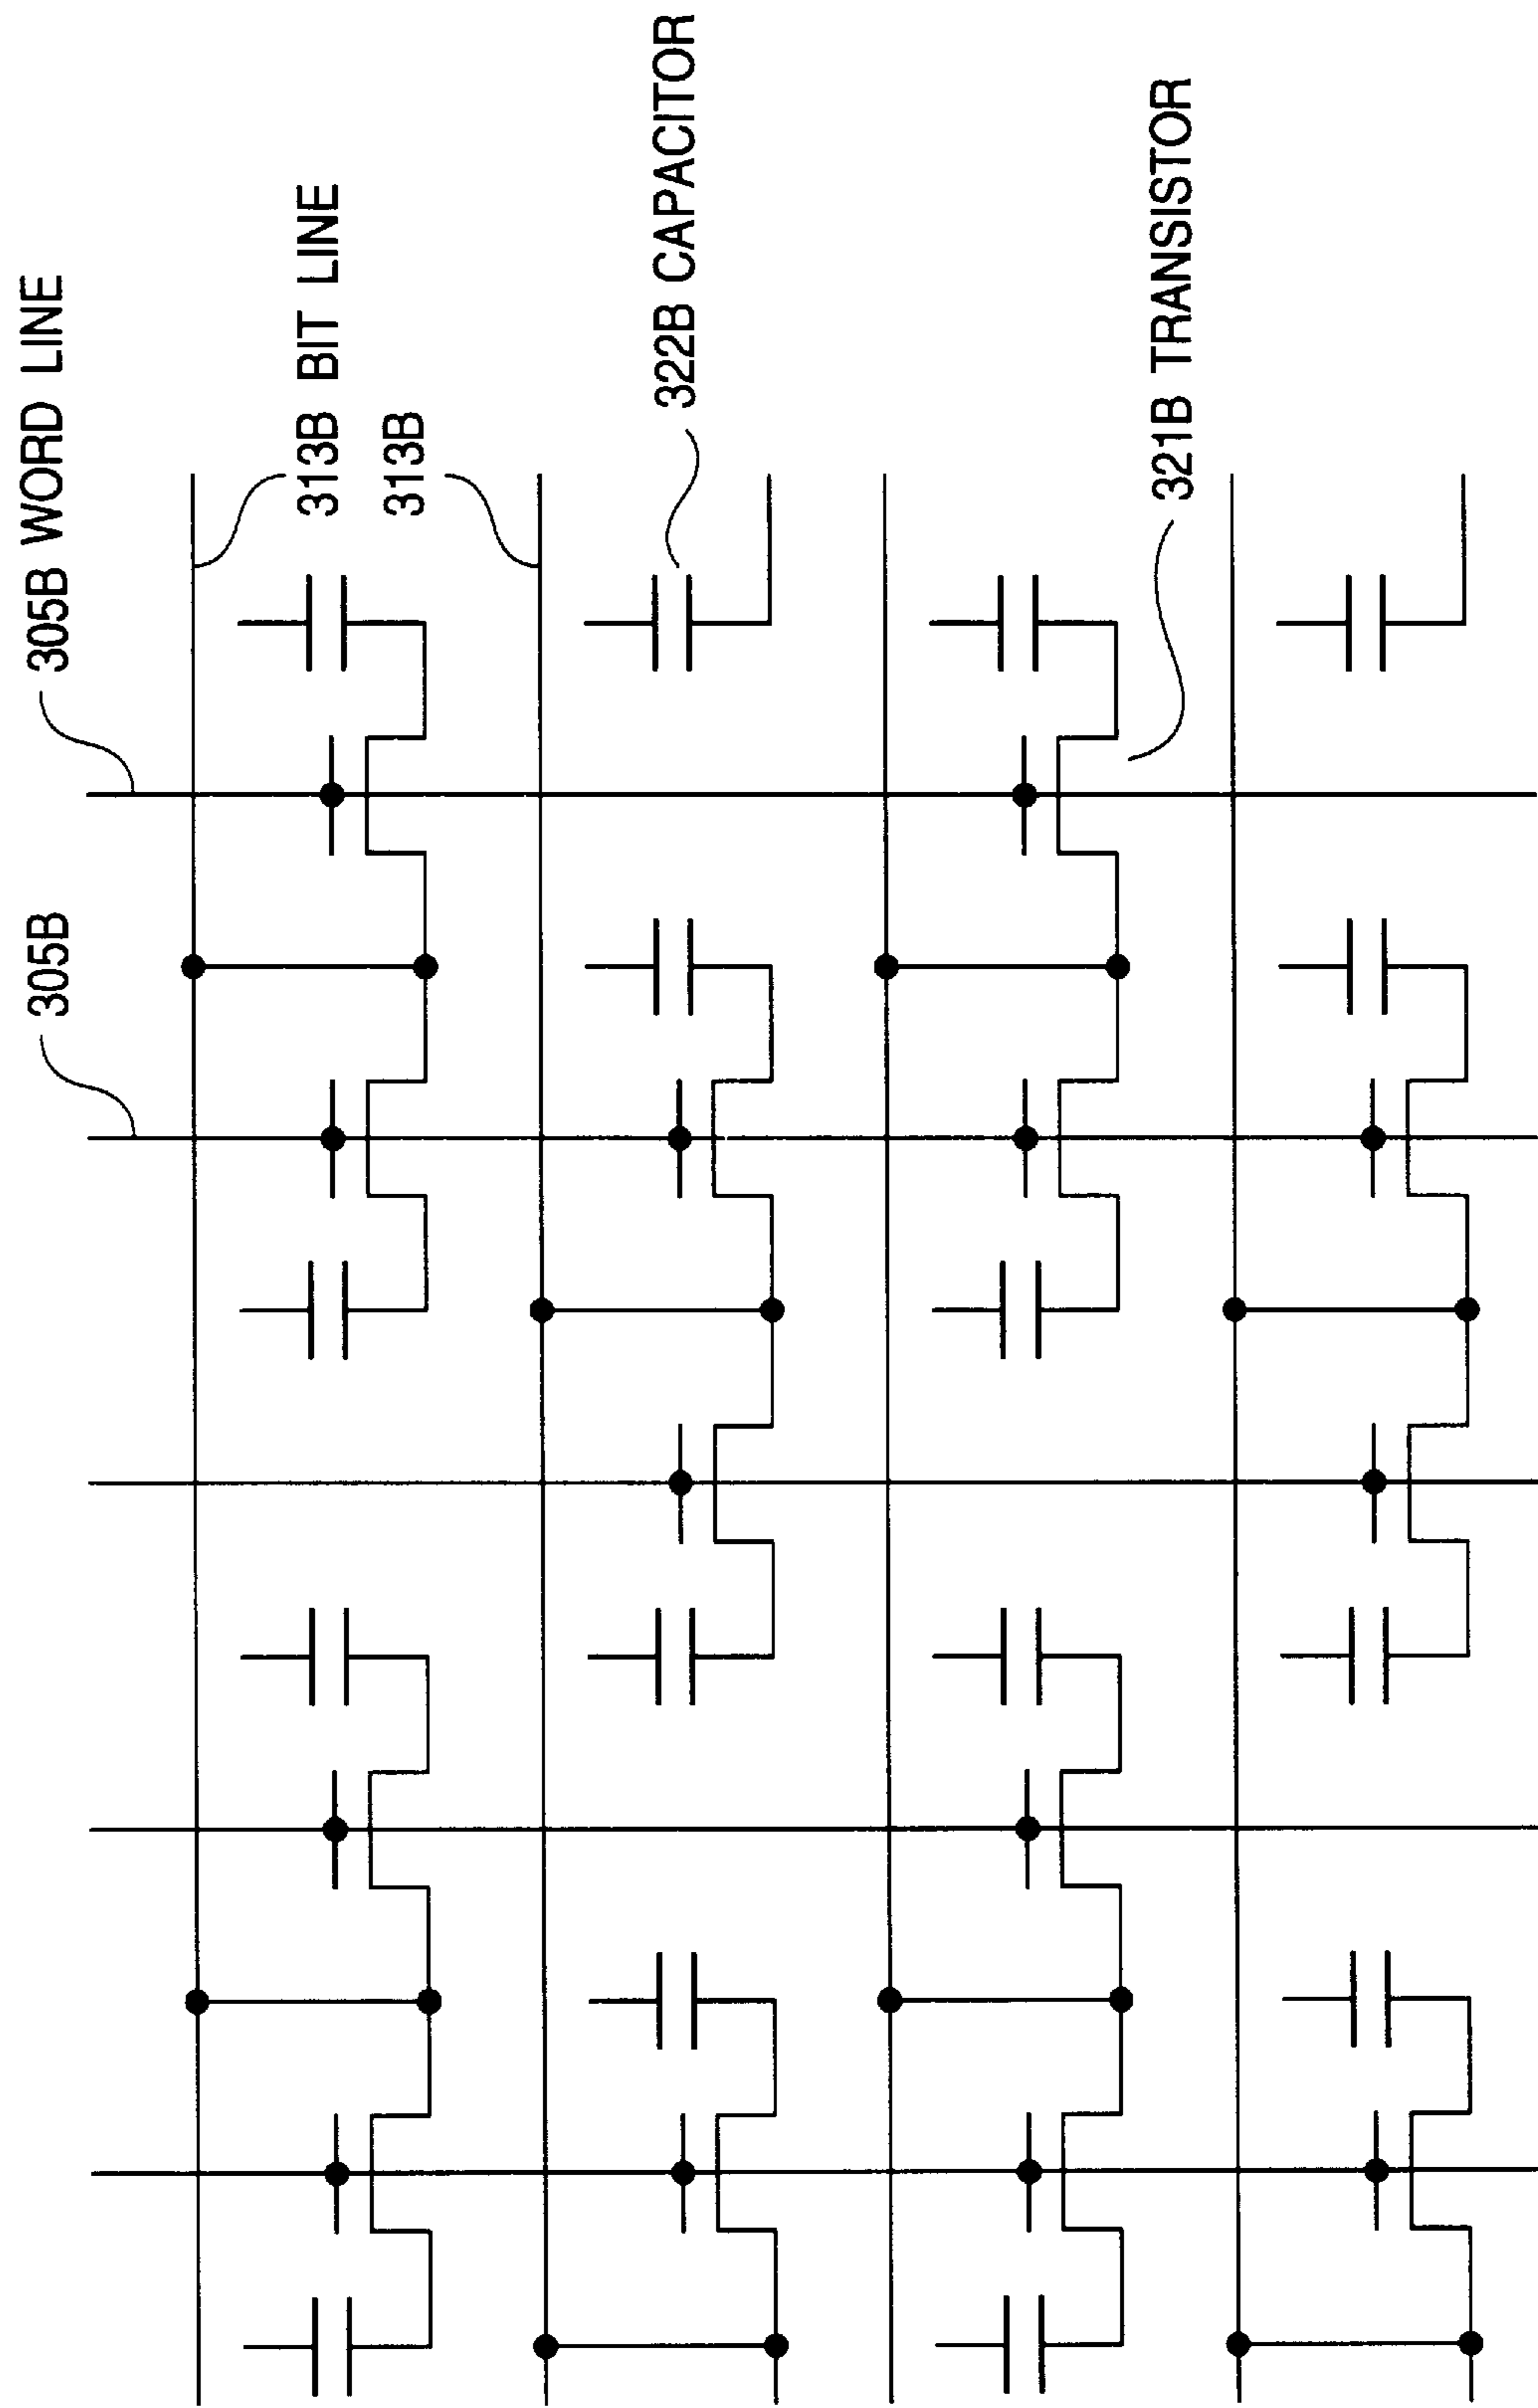 305B WORD LINE
305B
313B BIT LINE
313B
322B CAPACITOR
321B TRANSISTOR